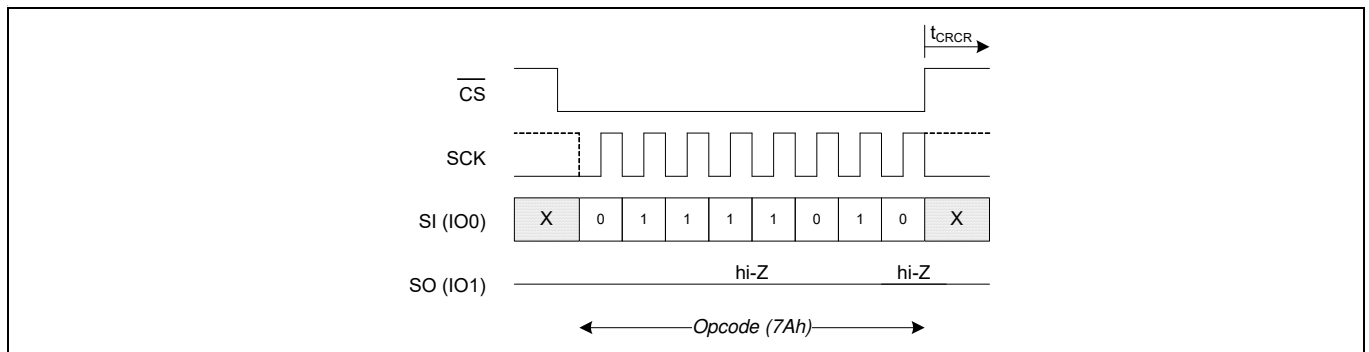 tCRCR
CS
SCK
SI (IO0) X 0 1 1 1 1 0 1 0 X
SO (IO1) hi-Z hi-Z
Opcode (7Ah)